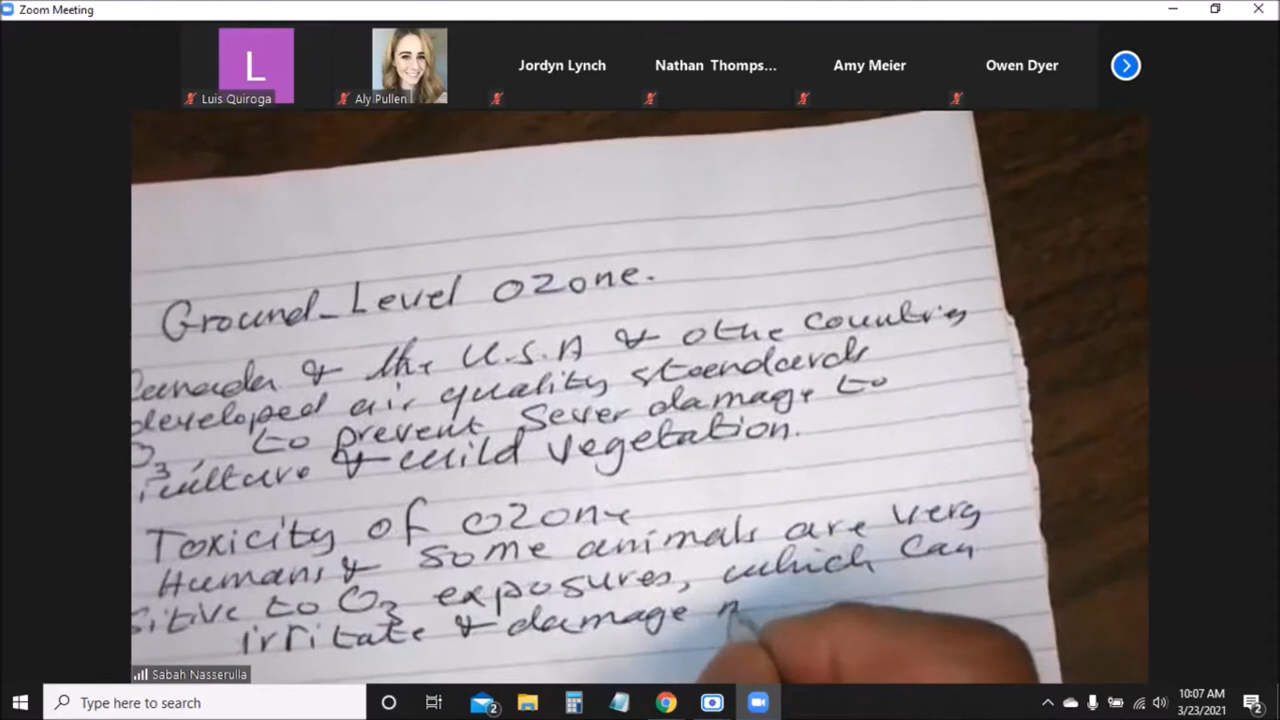 Zoom Meeting
L
Luis Quiroga
Aly Pullen
Jordyn Lynch
Nathan Thomps...
Amy Meier
Owen Dyer
Ground-Level Ozone.
Canada & the U.S.A & othe countries
developed air quality standards
O3, to prevent Sever damage to
iculture & wild vegetation.
Toxicity of Ozone
Humans & some animals are very
sitive to O3 exposures, which can
irritate & damage
Sabah Nasserulla
Type here to search
2
10:07 AM
3/23/2021
2